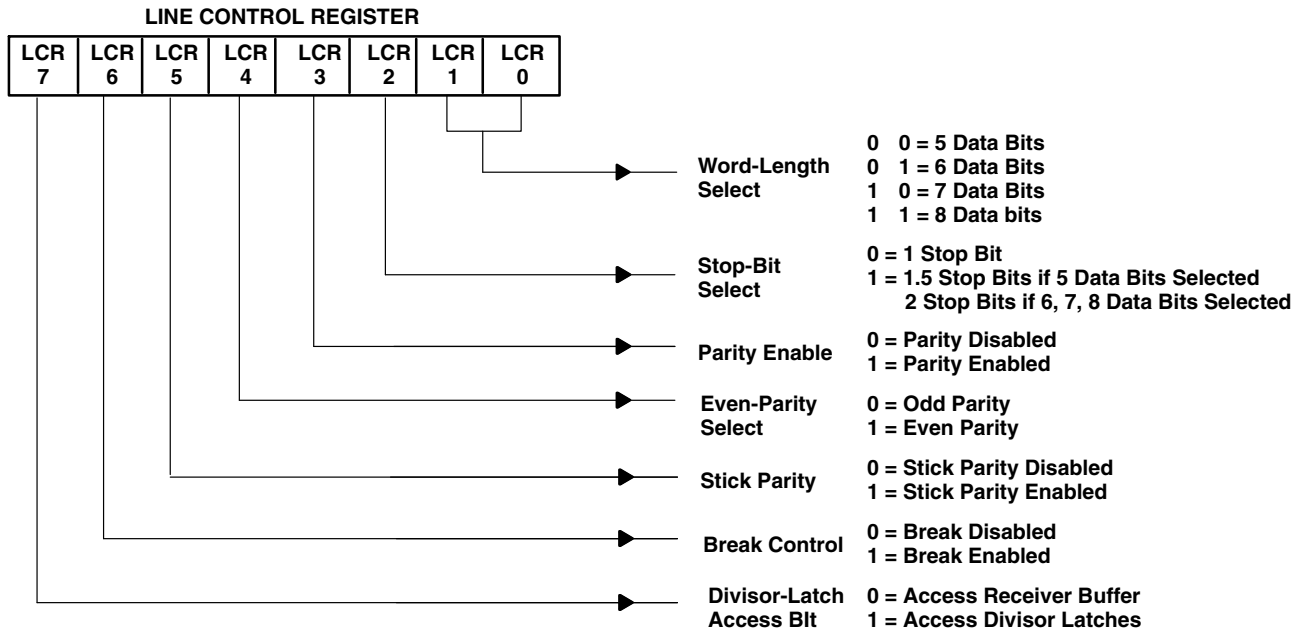 LINE CONTROL REGISTER
LCR LCR LCR LCR LCR LCR LCR LCR
7 6 5 4 3 2 1 0
Word-Length
Select
0 0 = 5 Data Bits
0 1 = 6 Data Bits
1 0 = 7 Data Bits
1 1 = 8 Data bits
Stop-Bit
Select
0 = 1 Stop Bit
1 = 1.5 Stop Bits if 5 Data Bits Selected
2 Stop Bits if 6, 7, 8 Data Bits Selected
Parity Enable
0 = Parity Disabled
1 = Parity Enabled
Even-Parity
Select
0 = Odd Parity
1 = Even Parity
Stick Parity
0 = Stick Parity Disabled
1 = Stick Parity Enabled
Break Control
0 = Break Disabled
1 = Break Enabled
Divisor-Latch
Access BIt
0 = Access Receiver Buffer
1 = Access Divisor Latches